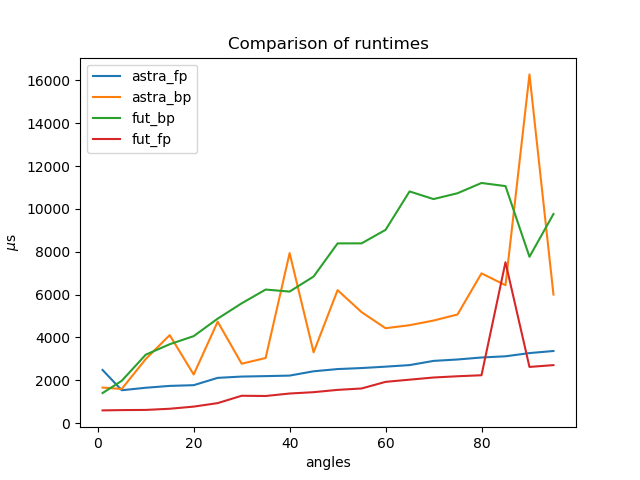 Comparison of runtimes
astra_fp
astra_bp
fut_bp
fut_fp
16000
14000
12000
10000
8000
6000
4000
2000
0
μs
0 20 40 60 80
angles